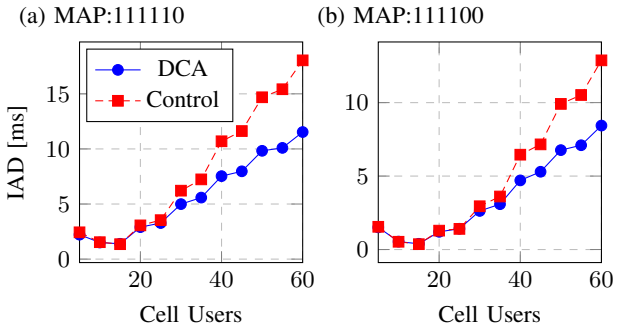 (a) MAP:111110
(b) MAP:111100
DCA
Control
IAD [ms]
15
10
5
0
20 40 60
Cell Users
10
5
0
20 40 60
Cell Users